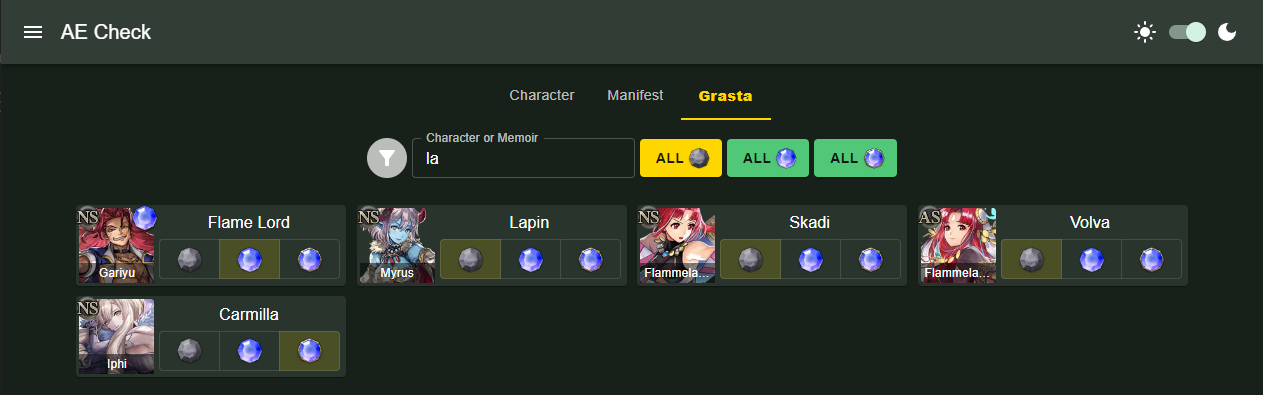 AE Check
Character
Manifest
Grasta
Character or Memoir
la
ALL
ALL
ALL
NS
Flame Lord
Gariyu
NS
Lapin
Myrus
NS
Skadi
Flammela...
AS
Volva
Flammela...
NS
Carmilla
Iphi